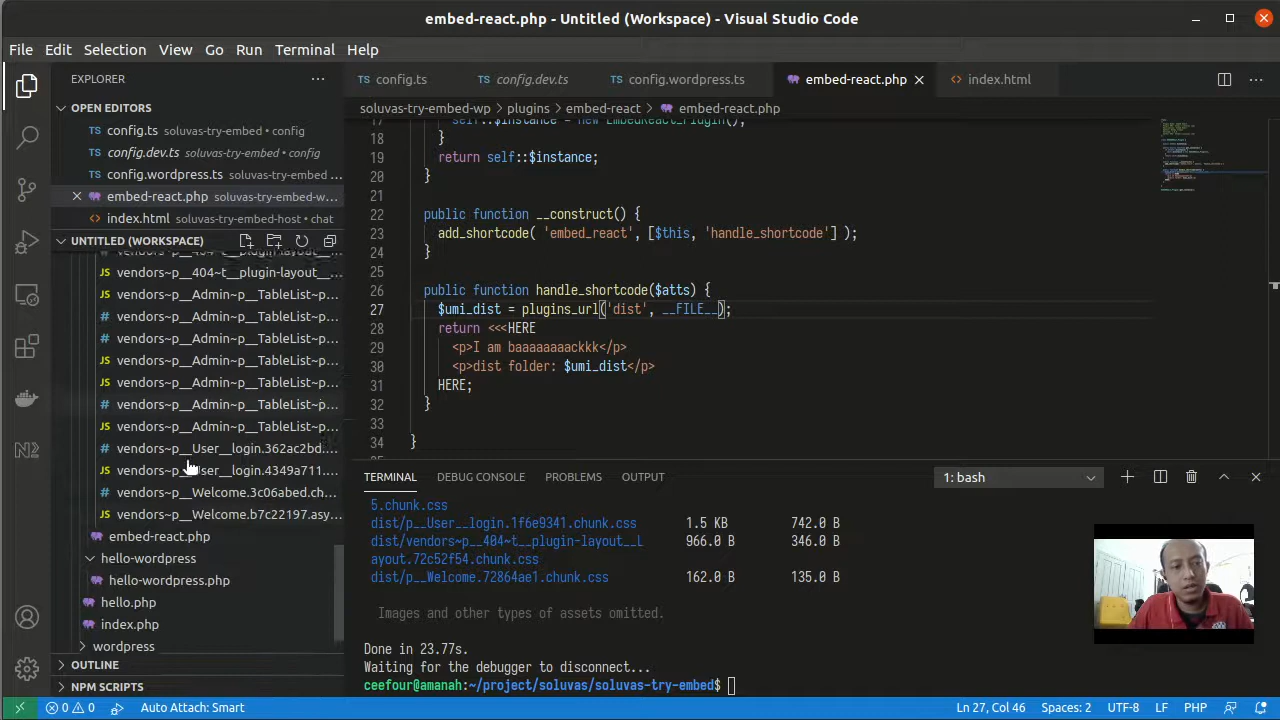 embed-react.php - Untitled (Workspace) - Visual Studio Code
File Edit Selection View Go Run Terminal Help
EXPLORER
OPEN EDITORS
config.ts soluvas-try-embed • config
config.dev.ts soluvas-try-embed • config
config.wordpress.ts soluvas-try-embed...
embed-react.php soluvas-try-embed-w...
index.html soluvas-try-embed-host • chat
UNTITLED (WORKSPACE)
vendors~p__404~t__plugin-layout__...
vendors~p__404~t__plugin-layout__...
vendors~p__Admin~p__TableList~p...
vendors~p__Admin~p__TableList~p...
vendors~p__Admin~p__TableList~p...
vendors~p__Admin~p__TableList~p...
vendors~p__Admin~p__TableList~p...
vendors~p__Admin~p__TableList~p...
vendors~p__Admin~p__TableList~p...
vendors~p__User__login.362ac2bd....
vendors~p__User__login.4349a711....
vendors~p__Welcome.3c06abed.ch...
vendors~p__Welcome.b7c22197.asy...
embed-react.php
hello-wordpress
hello-wordpress.php
hello.php
index.php
wordpress
OUTLINE
NPM SCRIPTS
config.ts config.dev.ts config.wordpress.ts embed-react.php index.html
soluvas-try-embed-wp > plugins > embed-react > embed-react.php
17 self::$instance = new EmbedReact_Plugin();
18 }
19 return self::$instance;
20 }
21
22 public function __construct() {
23 add_shortcode( 'embed_react', [$this, 'handle_shortcode'] );
24 }
25
26 public function handle_shortcode($atts) {
27 $umi_dist = plugins_url('dist', __FILE__);
28 return <<<HERE
29 <p>I am baaaaaaaackkk</p>
30 <p>dist folder: $umi_dist</p>
31 HERE;
32 }
33
34 }
TERMINAL DEBUG CONSOLE PROBLEMS OUTPUT 1: bash
5.chunk.css
dist/p__User__login.1f6e9341.chunk.css 1.5 KB 742.0 B
dist/vendors~p__404~t__plugin-layout__L 966.0 B 346.0 B
ayout.72c52f54.chunk.css
dist/p__Welcome.72864ae1.chunk.css 162.0 B 135.0 B
Images and other types of assets omitted.
Done in 23.77s.
Waiting for the debugger to disconnect...
ceefour@amanah:~/project/soluvas/soluvas-try-embed$
0 0 Auto Attach: Smart Ln 27, Col 46 Spaces: 2 UTF-8 LF PHP